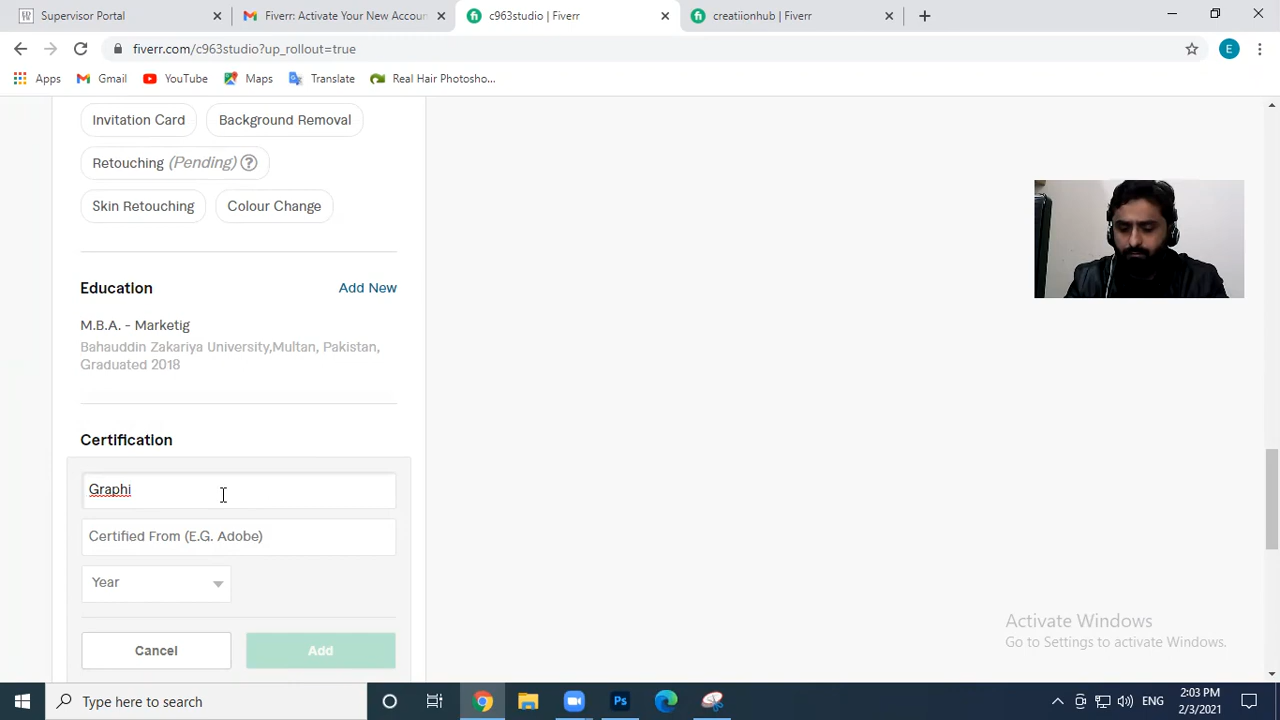 Supervisor Portal
Fiverr: Activate Your New Accoun
c963studio | Fiverr
creatiionhub | Fiverr
fiverr.com/c963studio?up_rollout=true
E
Apps
Gmail
YouTube
Maps
Translate
Real Hair Photosho...
Invitation Card
Background Removal
Retouching (Pending) ?
Skin Retouching
Colour Change
Education
Add New
M.B.A. - Marketig
Bahauddin Zakariya University,Multan, Pakistan,
Graduated 2018
Certification
Graphi
Certified From (E.G. Adobe)
Year
Cancel
Add
Activate Windows
Go to Settings to activate Windows.
Type here to search
Ps
ENG
2:03 PM
2/3/2021